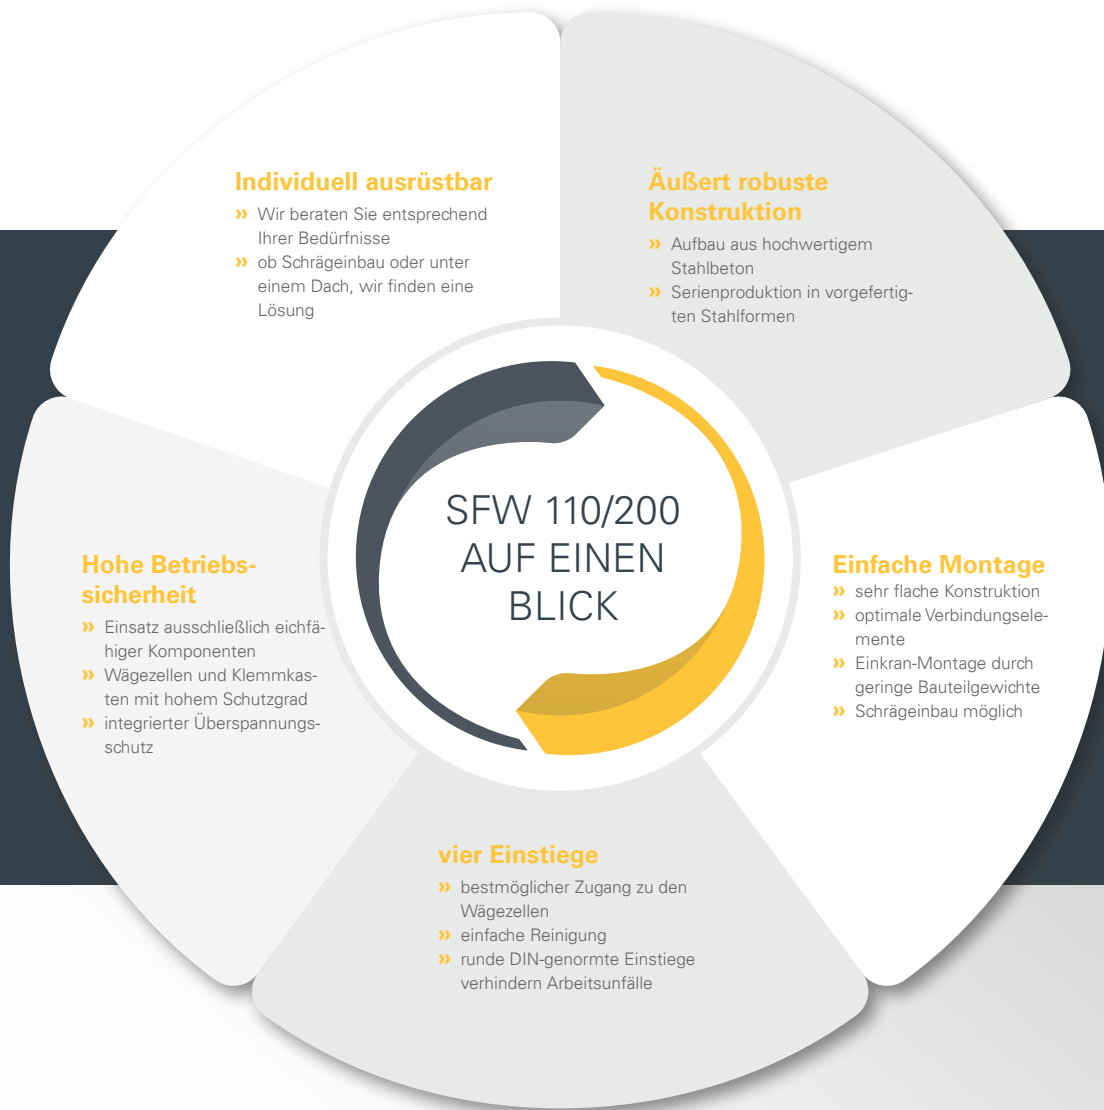 Individuell ausrüstbar
» Wir beraten Sie entsprechend
Ihrer Bedürfnisse
» ob Schrägeinbau oder unter
einem Dach, wir finden eine
Lösung
Äußert robuste
Konstruktion
» Aufbau aus hochwertigem
Stahlbeton
» Serienproduktion in vorgefertig-
ten Stahlformen
SFW 110/200
AUF EINEN
BLICK
Hohe Betriebs-
sicherheit
» Einsatz ausschließlich eichfä-
higer Komponenten
» Wägezellen und Klemmkas-
ten mit hohem Schutzgrad
» integrierter Überspannungs-
schutz
Einfache Montage
» sehr flache Konstruktion
» optimale Verbindungsele-
mente
» Einkran-Montage durch
geringe Bauteilgewichte
» Schrägeinbau möglich
vier Einstiege
» bestmöglicher Zugang zu den
Wägezellen
» einfache Reinigung
» runde DIN-genormte Einstiege
verhindern Arbeitsunfälle